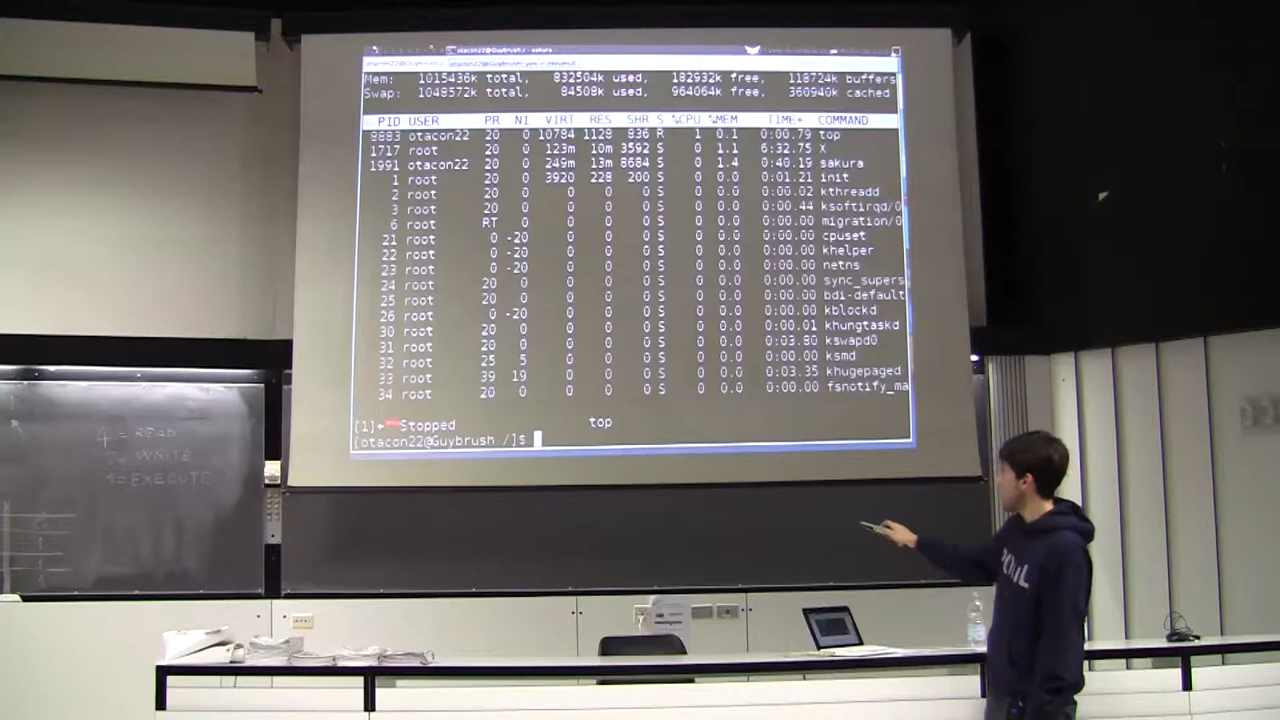 otacon22@Guybrush:/ - sakura
Mem: 1015436k total, 832504k used, 182932k free, 118724k buffers
Swap: 1048572k total, 84508k used, 964064k free, 360940k cached
PID USER PR NI VIRT RES SHR S %CPU %MEM TIME+ COMMAND
8883 otacon22 20 0 10784 1128 836 R 1 0.1 0:00.79 top
1717 root 20 0 123m 10m 3592 S 0 1.1 6:32.75 X
1991 otacon22 20 0 249m 13m 8684 S 0 1.4 0:40.19 sakura
1 root 20 0 3920 228 200 S 0 0.0 0:01.21 init
2 root 20 0 0 0 0 S 0 0.0 0:00.02 kthreadd
3 root 20 0 0 0 0 S 0 0.0 0:00.44 ksoftirqd/0
6 root RT 0 0 0 0 S 0 0.0 0:00.00 migration/0
21 root 0 -20 0 0 0 S 0 0.0 0:00.00 cpuset
22 root 0 -20 0 0 0 S 0 0.0 0:00.00 khelper
23 root 0 -20 0 0 0 S 0 0.0 0:00.00 netns
24 root 20 0 0 0 0 S 0 0.0 0:00.00 sync_supers
25 root 20 0 0 0 0 S 0 0.0 0:00.00 bdi-default
26 root 0 -20 0 0 0 S 0 0.0 0:00.00 kblockd
30 root 20 0 0 0 0 S 0 0.0 0:00.01 khungtaskd
31 root 20 0 0 0 0 S 0 0.0 0:03.80 kswapd0
32 root 25 5 0 0 0 S 0 0.0 0:00.00 ksmd
33 root 39 19 0 0 0 S 0 0.0 0:03.35 khugepaged
34 root 20 0 0 0 0 S 0 0.0 0:00.00 fsnotify_ma
[1]+ Stopped top
[otacon22@Guybrush /]$
4 = READ
WRITE
1=EXECUTE